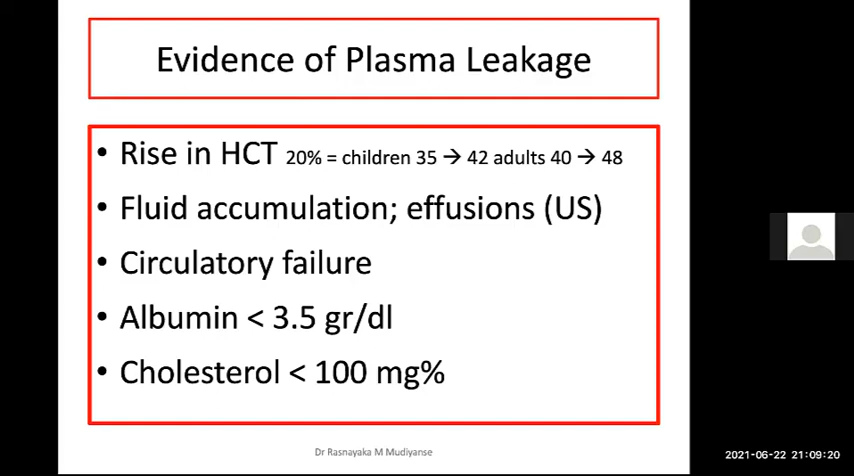 Evidence of Plasma Leakage
• Rise in HCT 20% = children 35 → 42 adults 40 → 48
• Fluid accumulation; effusions (US)
• Circulatory failure
• Albumin < 3.5 gr/dl
• Cholesterol < 100 mg%
Dr Rasnayaka M Mudiyanse
2021-06-22 21:09:20